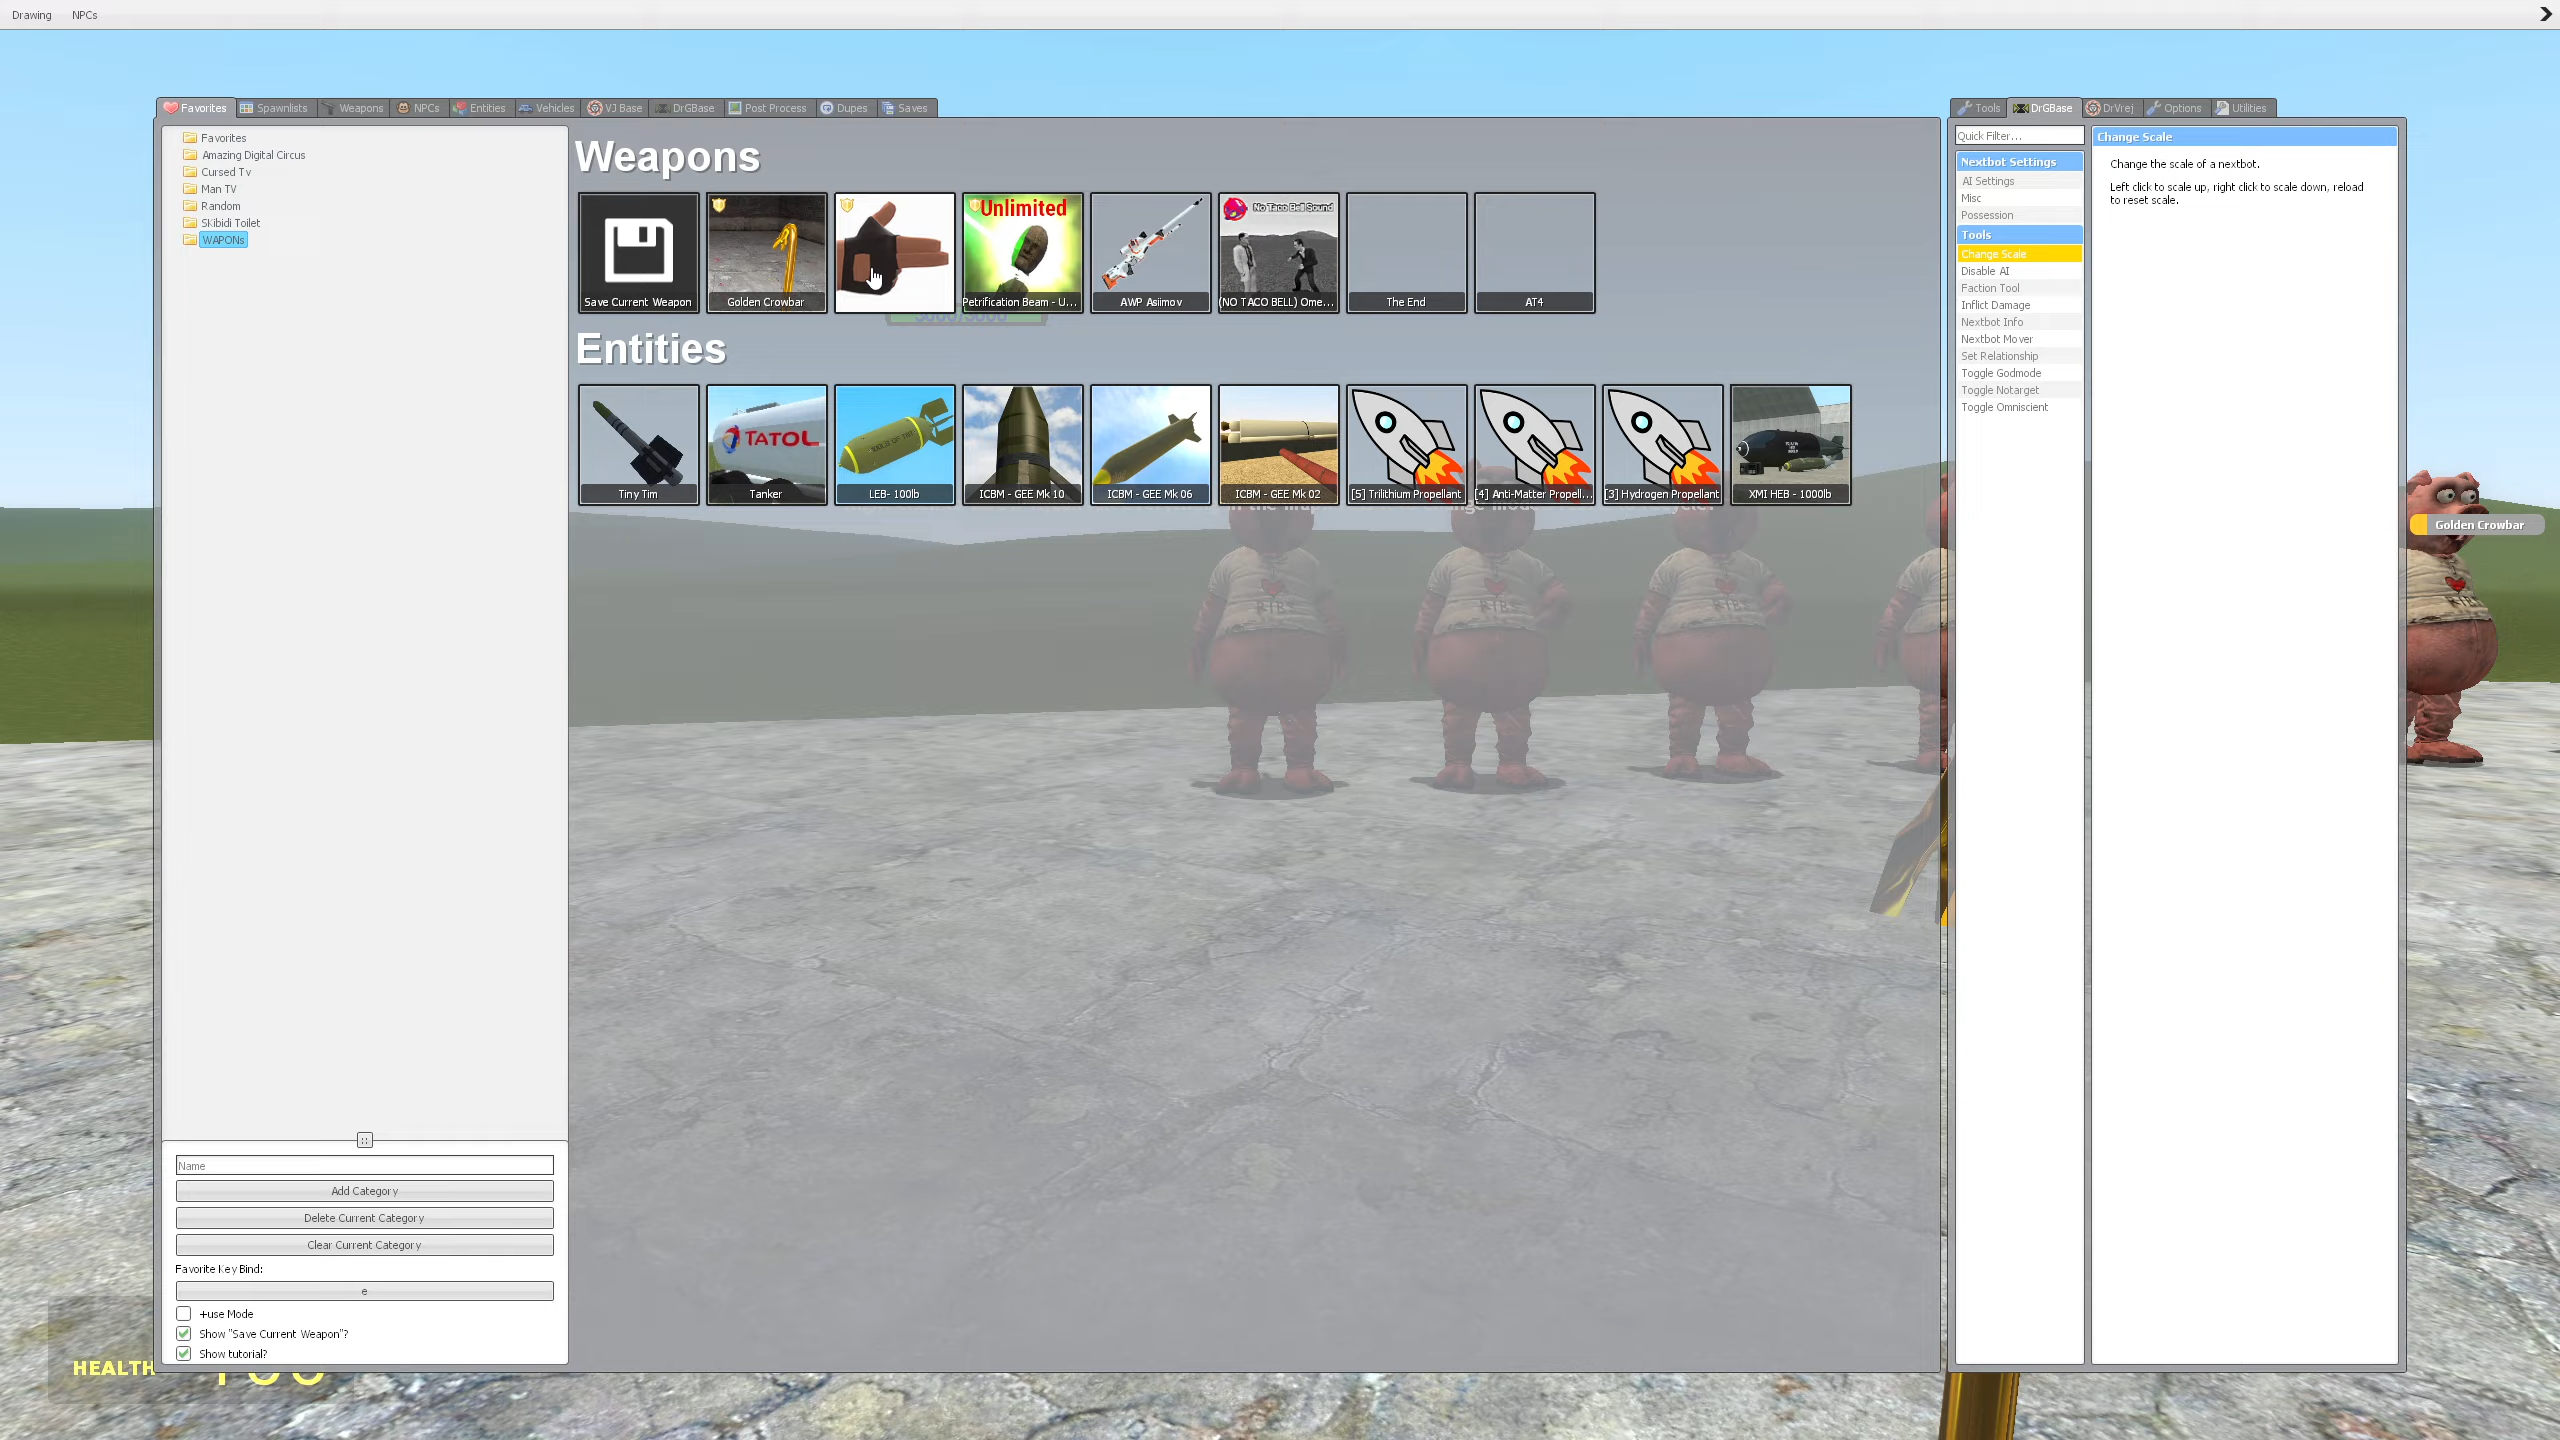 Drawing NPCs
Favorites Spawnlists Weapons NPCs Entities Vehicles VJ Base DrGBase Post Process Dupes Saves
Tools DrGBase DrVrej Options Utilities
Favorites
Amazing Digital Circus
Cursed Tv
Man TV
Random
SKibidi Toilet
WAPONs
Weapons
Unlimited
No Taco Bell Sound
Save Current Weapon
Golden Crowbar
Petrification Beam - U...
AWP Asiimov
(NO TACO BELL) Ome...
The End
AT4
Entities
TATOL
Tiny Tim
Tanker
LEB- 100lb
ICBM - GEE Mk 10
ICBM - GEE Mk 06
ICBM - GEE Mk 02
[5] Trilithium Propellant
[4] Anti-Matter Propell...
[3] Hydrogen Propellant
XMI HEB - 1000lb
RIBS
RIBS
RIBS
Name
Add Category
Delete Current Category
Clear Current Category
Favorite Key Bind:
e
+use Mode
Show "Save Current Weapon"?
Show tutorial?
HEALTH
100
Quick Filter...
Nextbot Settings
AI Settings
Misc
Possession
Tools
Change Scale
Disable AI
Faction Tool
Inflict Damage
Nextbot Info
Nextbot Mover
Set Relationship
Toggle Godmode
Toggle Notarget
Toggle Omniscient
Change Scale
Change the scale of a nextbot.
Left click to scale up, right click to scale down, reload
to reset scale.
Golden Crowbar